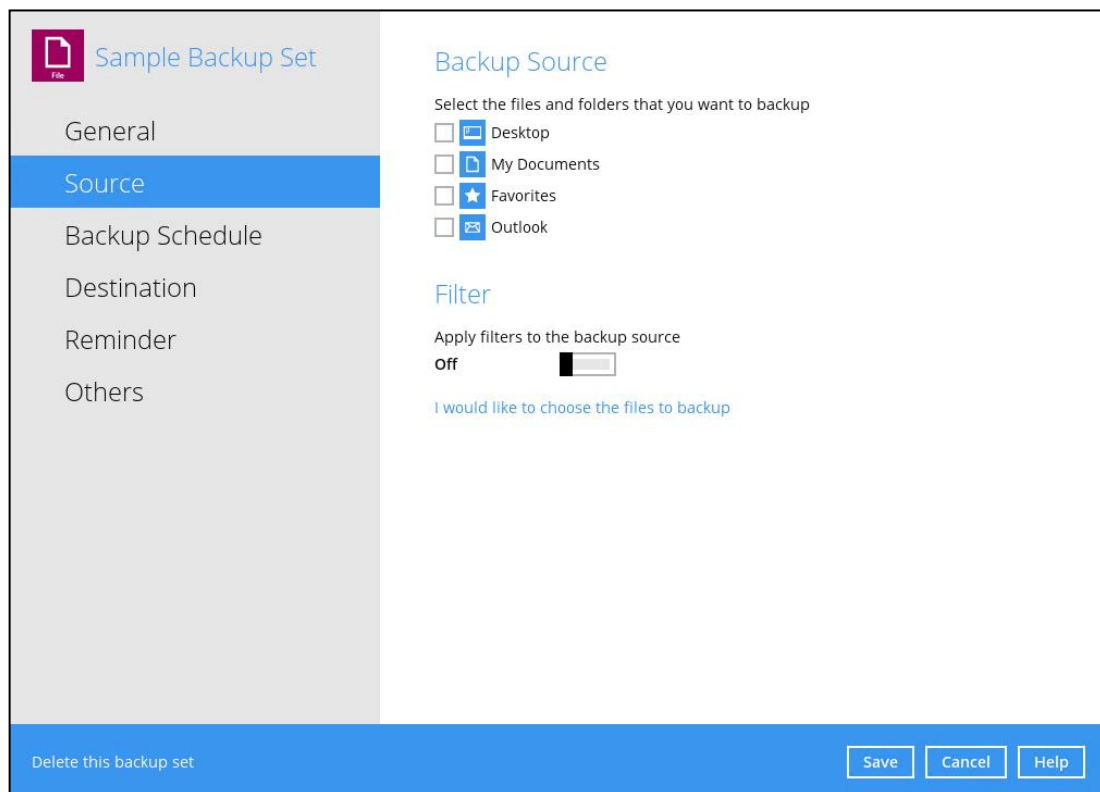 File
Sample Backup Set
General
Source
Backup Schedule
Destination
Reminder
Others
Backup Source
Select the files and folders that you want to backup
Desktop
My Documents
Favorites
Outlook
Filter
Apply filters to the backup source
Off
I would like to choose the files to backup
Delete this backup set
Save
Cancel
Help